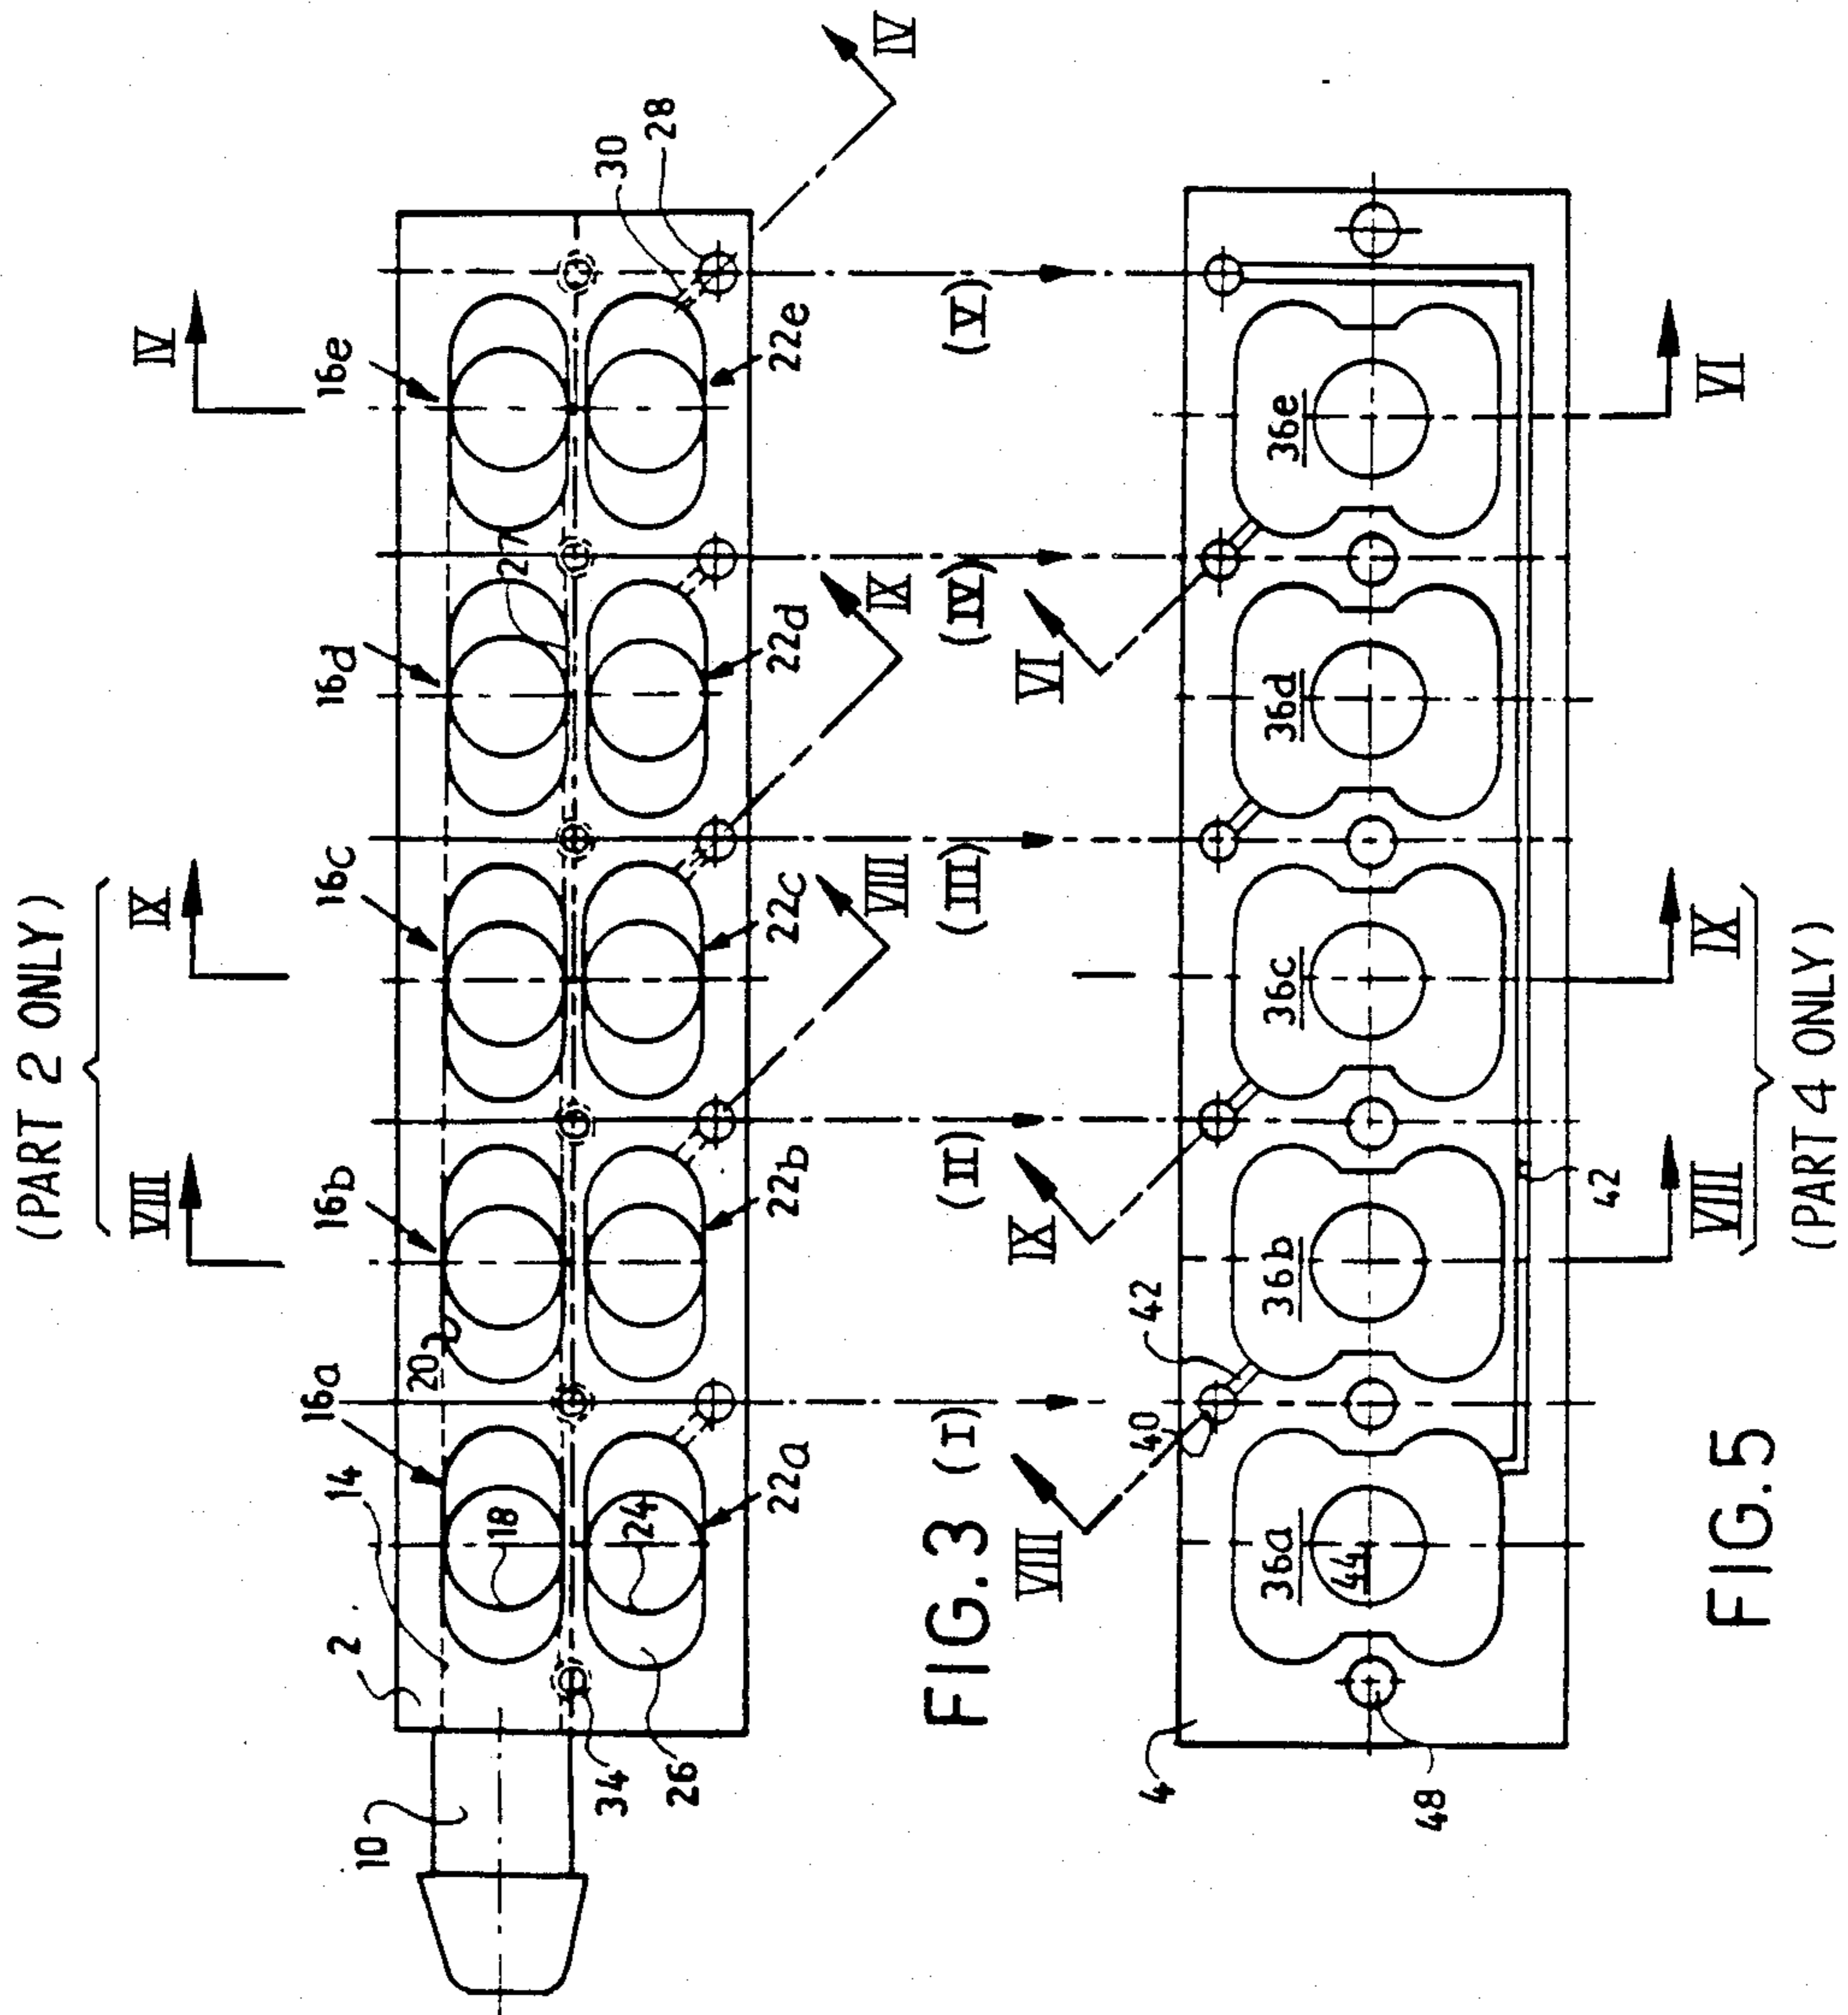 (PART 2 ONLY)
VIII
IX
IV
IV
16a
16b
16c
16d
16e
10
2
14
20
18
24
27
30
28
34
26
22a
22b
22c
22d
22e
VIII
IX
FIG.3
(I)
(II)
(III)
(IV)
(V)
VIII
IX
VI
4
40
42
36a
44
36b
36c
36d
36e
48
42
VIII
IX
VI
(PART 4 ONLY)
FIG.5